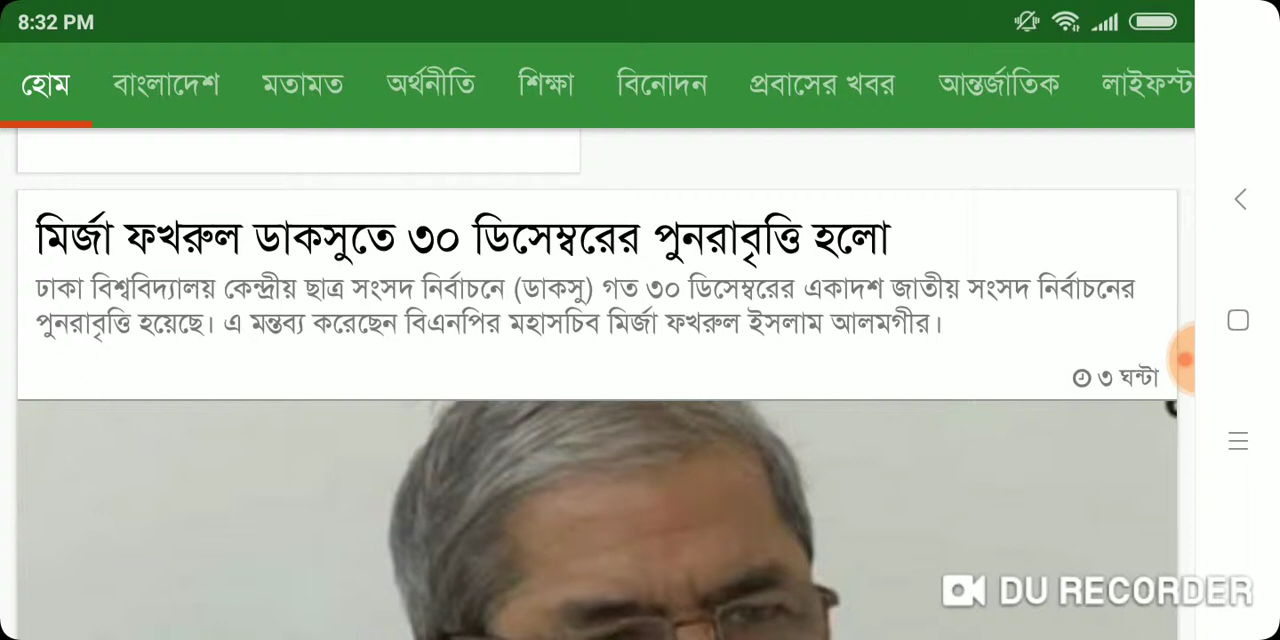 8:32 PM
হোম বাংলাদেশ মতামত অর্থনীতি শিক্ষা বিনোদন প্রবাসের খবর আন্তর্জাতিক লাইফস্ট
মির্জা ফখরুল ডাকসুতে ৩০ ডিসেম্বরের পুনরাবৃত্তি হলো
ঢাকা বিশ্ববিদ্যালয় কেন্দ্রীয় ছাত্র সংসদ নির্বাচনে (ডাকসু) গত ৩০ ডিসেম্বরের একাদশ জাতীয় সংসদ নির্বাচনের
পুনরাবৃত্তি হয়েছে। এ মন্তব্য করেছেন বিএনপির মহাসচিব মির্জা ফখরুল ইসলাম আলমগীর।
৩ ঘন্টা
DU RECORDER